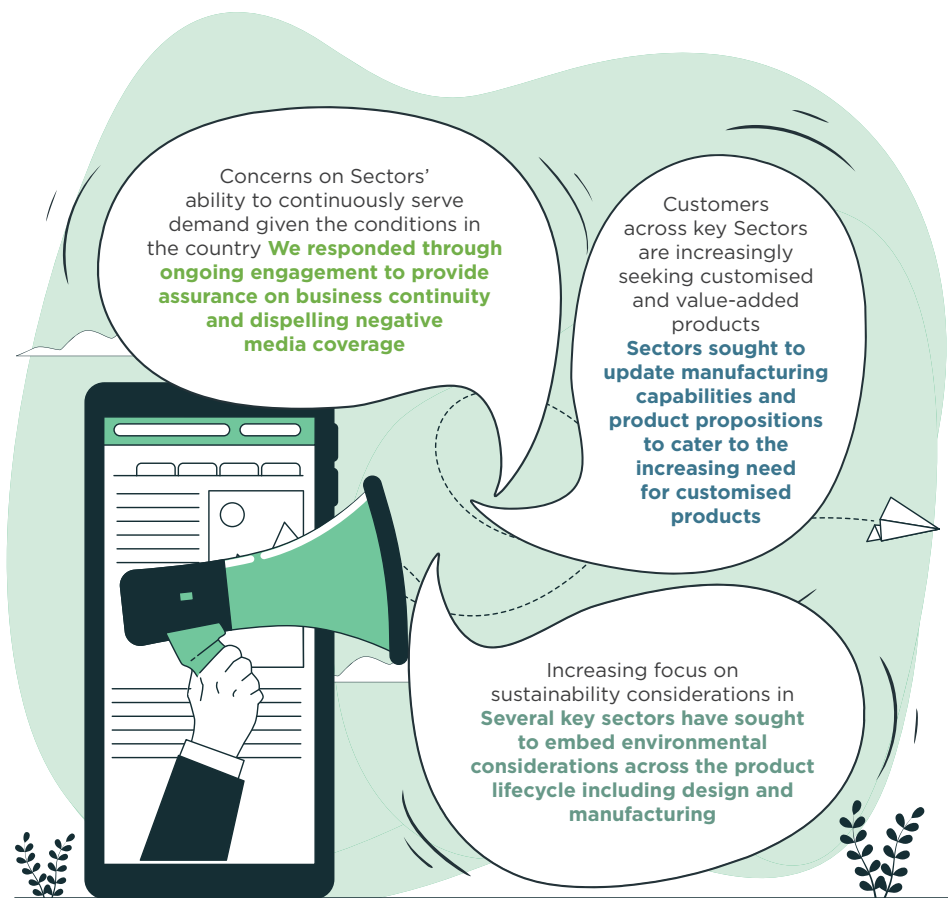 Concerns on Sectors’
ability to continuously serve
demand given the conditions in
the country We responded through
ongoing engagement to provide
assurance on business continuity
and dispelling negative
media coverage
Customers
across key Sectors
are increasingly
seeking customised
and value-added
products
Sectors sought to
update manufacturing
capabilities and
product propositions
to cater to the
increasing need
for customised
products
Increasing focus on
sustainability considerations in
Several key sectors have sought
to embed environmental
considerations across the product
lifecycle including design and
manufacturing